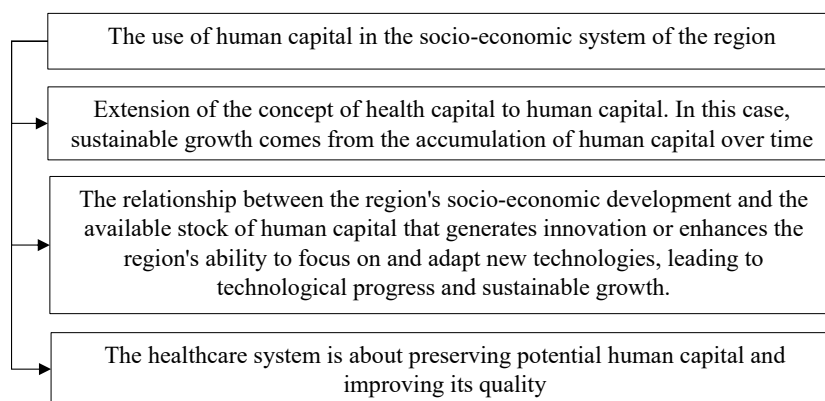 The use of human capital in the socio-economic system of the region
Extension of the concept of health capital to human capital. In this case,
sustainable growth comes from the accumulation of human capital over time
The relationship between the region's socio-economic development and the
available stock of human capital that generates innovation or enhances the
region's ability to focus on and adapt new technologies, leading to
technological progress and sustainable growth.
The healthcare system is about preserving potential human capital and
improving its quality